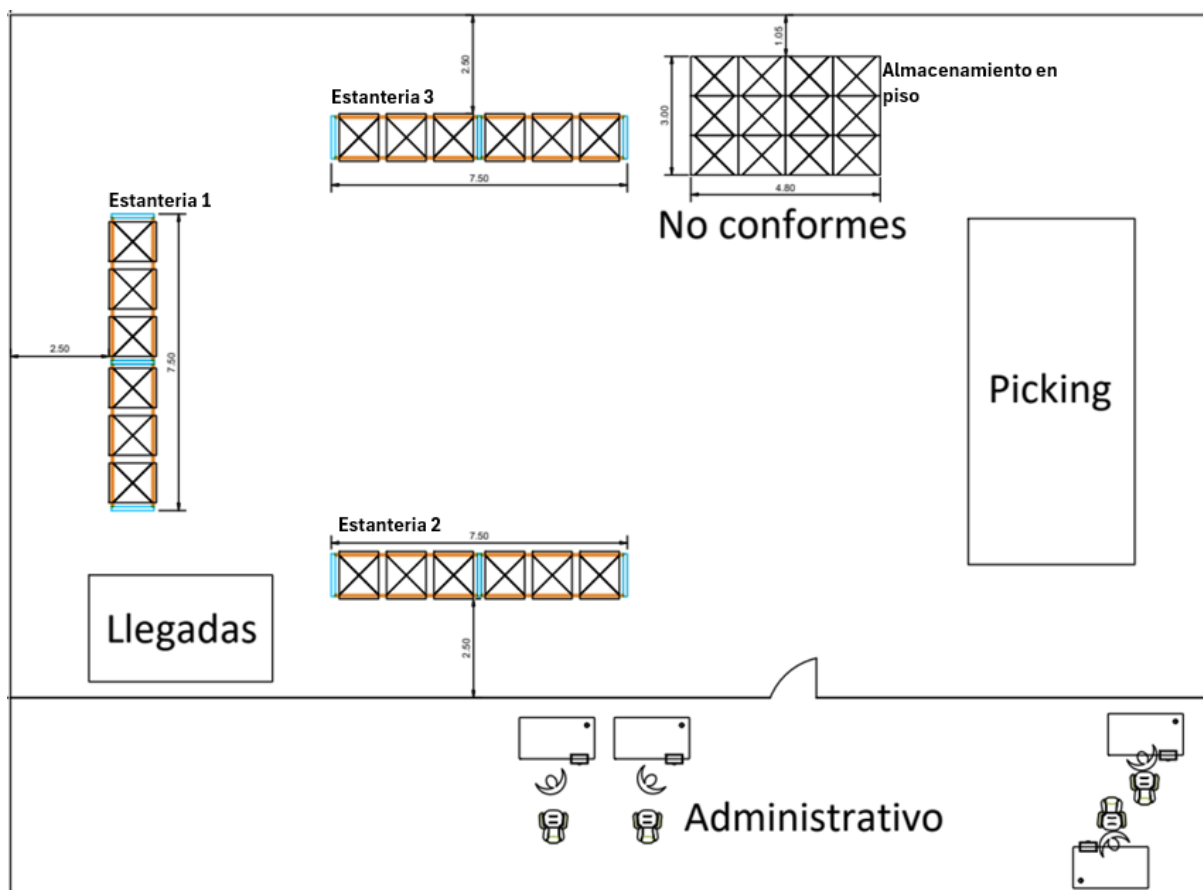 1.05
2.50
Almacenamiento en
piso
Estanteria 3
3.00
7.50
4.80
Estanteria 1
No conformes
2.50
7.50
Picking
Estanteria 2
7.50
Llegadas
2.50
Administrativo